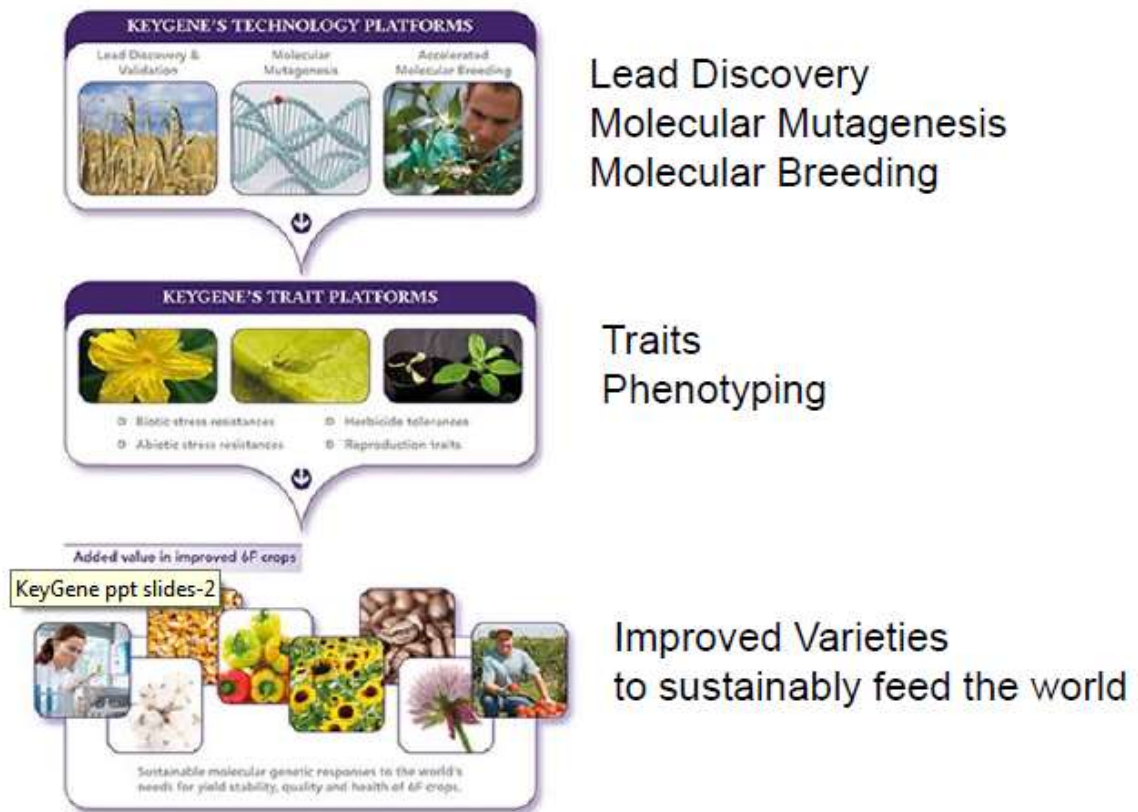 KEYGENE'S TECHNOLOGY PLATFORMS
Lead Discovery &
Validation
Molecular
Mutagenesis
Accelerated
Molecular Breeding
Lead Discovery
Molecular Mutagenesis
Molecular Breeding
KEYGENE'S TRAIT PLATFORMS
Biotic stress resistances
Herbicide tolerances
Abiotic stress resistances
Reproduction traits
Traits
Phenotyping
Added value in improved 6F crops
KeyGene ppt slides-2
Improved Varieties
to sustainably feed the world
Sustainable molecular genetic responses to the world's
needs for yield stability, quality and health of 6F crops.